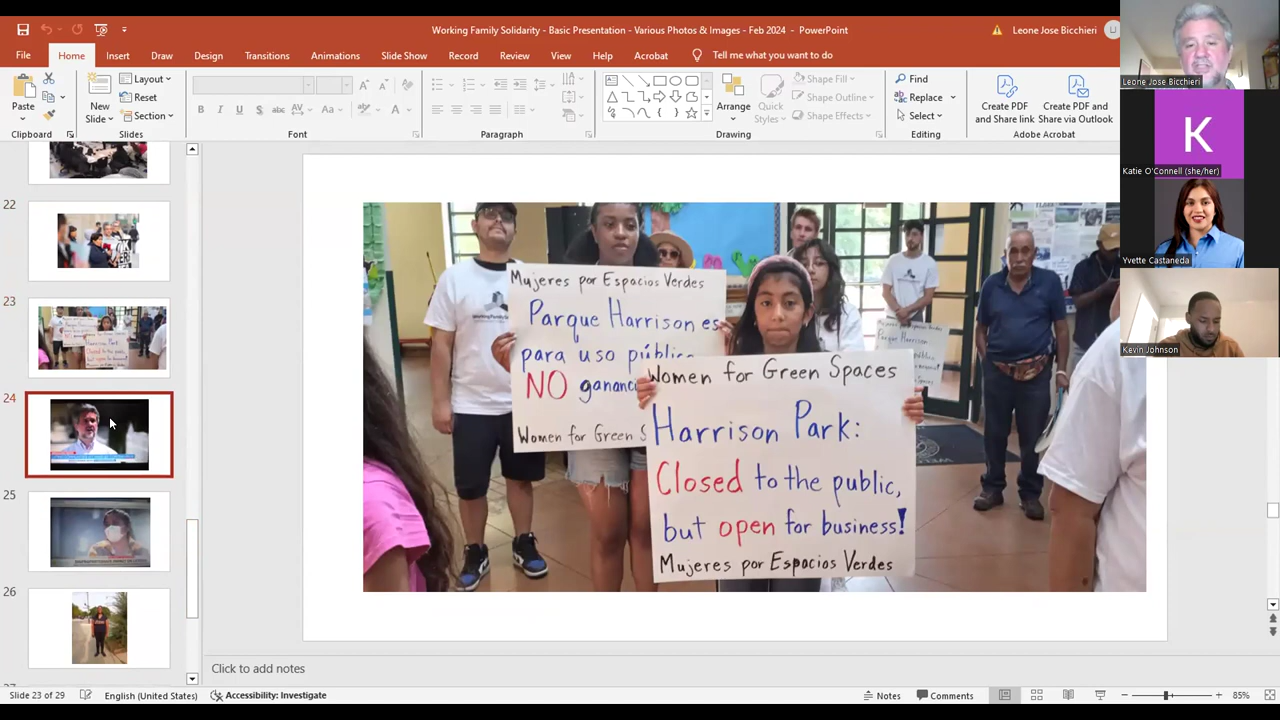 Working Family Solidarity - Basic Presentation - Various Photos & Images - Feb 2024 - PowerPoint
Leone Jose Bicchieri
File
Home
Insert
Draw
Design
Transitions
Animations
Slide Show
Record
Review
View
Help
Acrobat
Tell me what you want to do
Paste
New
Slide
Layout
Reset
Section
B
I
U
S
abc
AV
Aa
A
Arrange
Quick
Styles
Shape Fill
Shape Outline
Shape Effects
Find
Replace
Select
Create PDF
and Share link
Create PDF and
Share via Outlook
Clipboard
Slides
Font
Paragraph
Drawing
Editing
Adobe Acrobat
22
23
24
25
26
Mujeres por Espacios Verdes
Parque Harrison es
para uso público
NO
Women for Green S
Women for Green Spaces
Harrison Park:
Closed to the public,
but open for business!
Mujeres por Espacios Verdes
Leone Jose Bicchieri
K
Katie O'Connell (she/her)
Yvette Castaneda
Kevin Johnson
Click to add notes
Slide 23 of 29
English (United States)
Accessibility: Investigate
Notes
Comments
85%